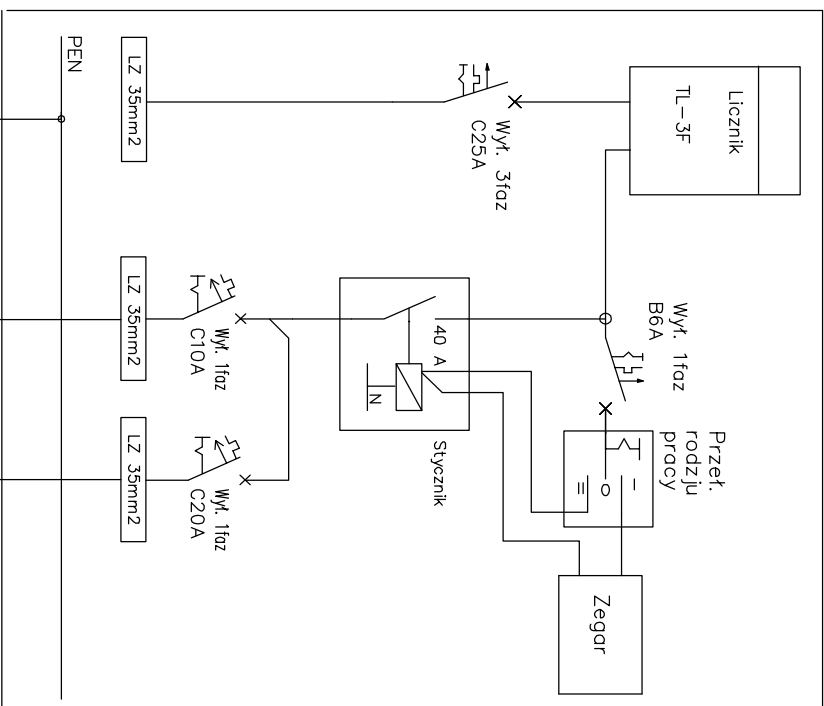 Licznik
TL-3F
Wył. 3faz
C25A
Wył. 1faz
B6A
Przeł.
rodzju
pracy
I
O
II
Zegar
40 A
N
Stycznik
Wył. 1faz
C10A
Wył. 1faz
C20A
LZ 35mm2
LZ 35mm2
LZ 35mm2
PEN